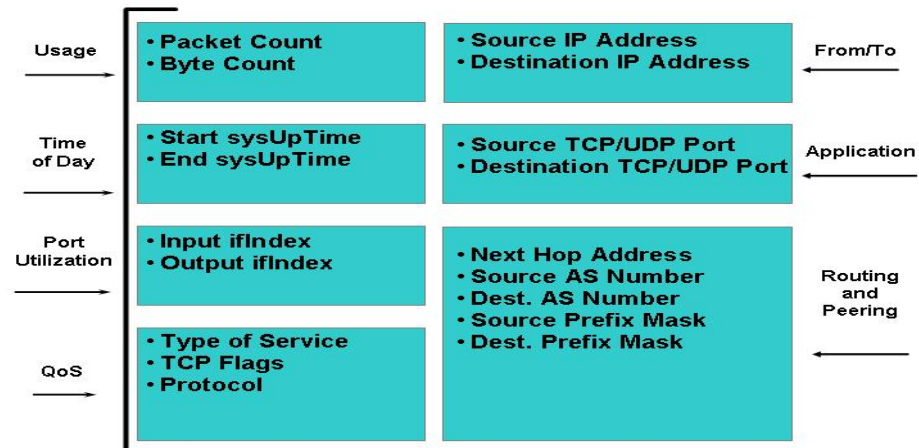 Usage
• Packet Count
• Byte Count
• Source IP Address
• Destination IP Address
From/To
Time
of Day
• Start sysUpTime
• End sysUpTime
• Source TCP/UDP Port
• Destination TCP/UDP Port
Application
Port
Utilization
• Input ifIndex
• Output ifIndex
• Next Hop Address
• Source AS Number
• Dest. AS Number
• Source Prefix Mask
• Dest. Prefix Mask
Routing
and
Peering
QoS
• Type of Service
• TCP Flags
• Protocol